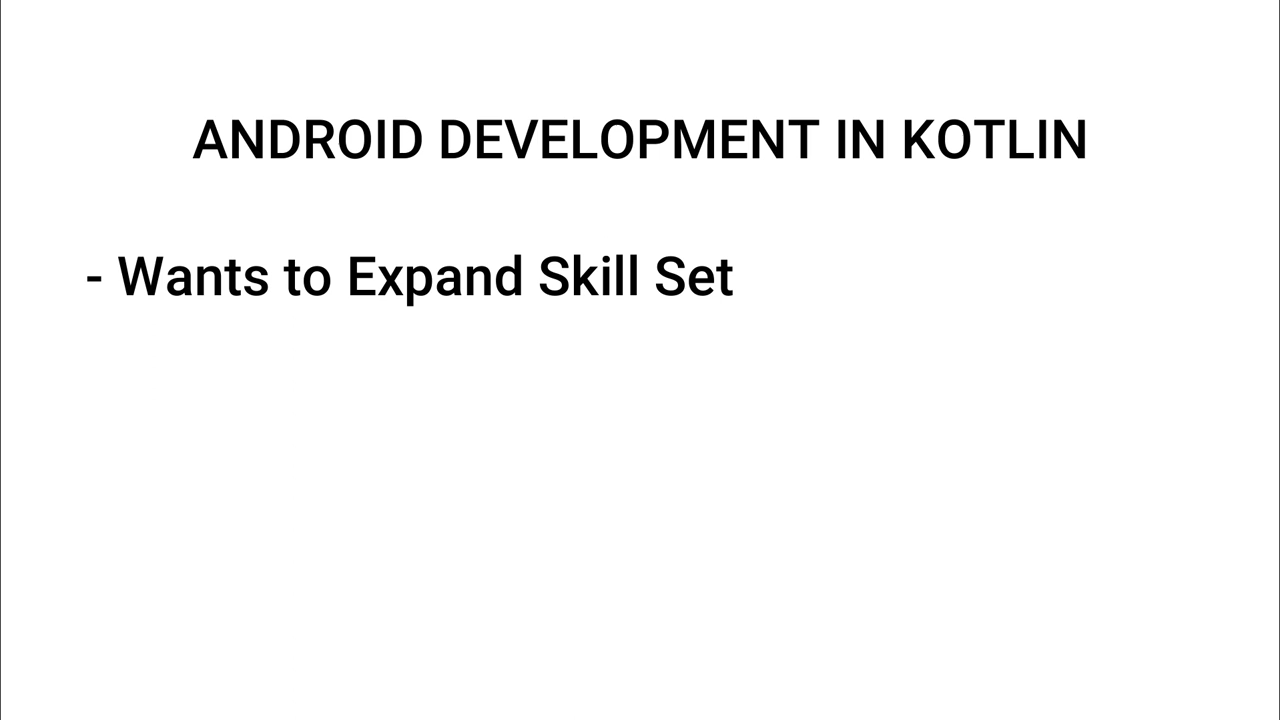 ANDROID DEVELOPMENT IN KOTLIN
- Wants to Expand Skill Set